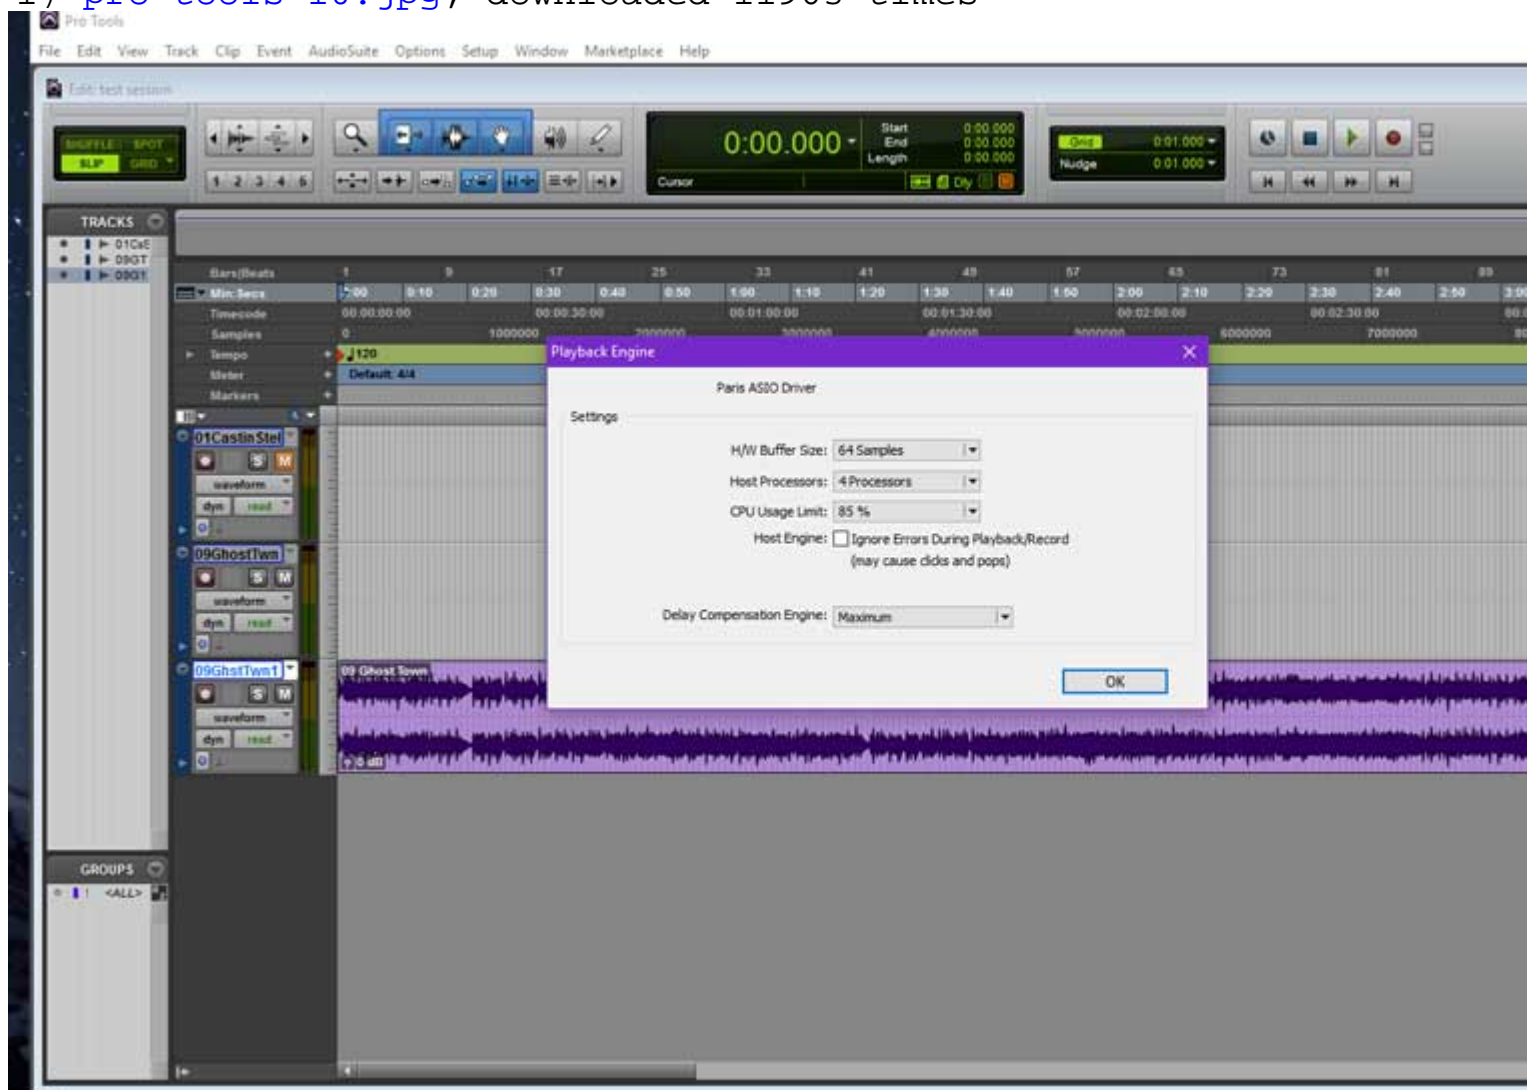 Pro Tools
File Edit View Track Clip Event AudioSuite Options Setup Window Marketplace Help
Edit: test session
SHUFFLE SPOT
SLIP GRID
1 2 3 4 5
0:00.000
Start 0:00.000
End 0:00.000
Length 0:00.000
Cursor
Dly
Grid 0:01.000
Nudge 0:01.000
TRACKS
01CsS
09GT
09GT
Bars|Beats 1 9 17 25 33 41 49 57 65 73 81 89
Min:Secs 0:00 0:10 0:20 0:30 0:40 0:50 1:00 1:10 1:20 1:30 1:40 1:50 2:00 2:10 2:20 2:30 2:40 2:50
Timecode 00:00:00:00 00:00:30:00 00:01:00:00 00:01:30:00 00:02:00:00 00:02:30:00
Samples 0 1000000 2000000 3000000 4000000 5000000 6000000 7000000
Tempo 120
Meter Default: 4/4
Markers
01CastinStel
S M
waveform
dyn read
09GhostTwn
S M
waveform
dyn read
09GhstTwn1
S M
waveform
dyn read
09 Ghost Town
0 dB
Playback Engine
Paris ASIO Driver
Settings
H/W Buffer Size: 64 Samples
Host Processors: 4 Processors
CPU Usage Limit: 85 %
Host Engine: Ignore Errors During Playback/Record
(may cause clicks and pops)
Delay Compensation Engine: Maximum
OK
GROUPS
! <ALL>